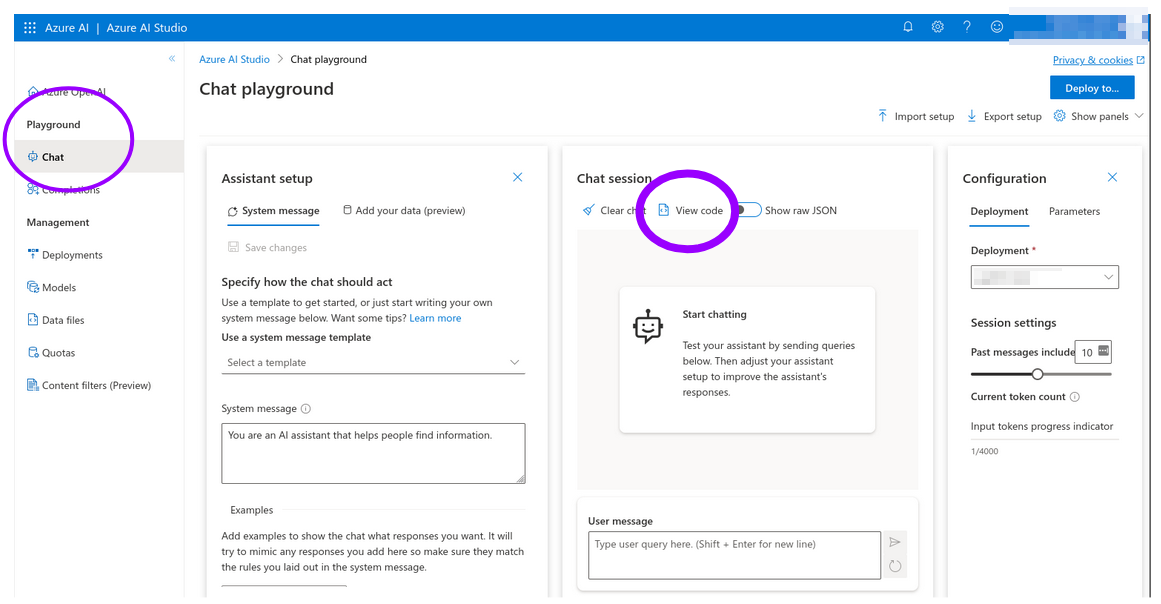 Azure AI | Azure AI Studio
Azure AI Studio > Chat playground
Privacy & cookies
Chat playground
Deploy to...
Import setup
Export setup
Show panels
Azure OpenAI
Playground
Chat
Completions
Management
Deployments
Models
Data files
Quotas
Content filters (Preview)
Assistant setup
System message
Add your data (preview)
Save changes
Specify how the chat should act
Use a template to get started, or just start writing your own
system message below. Want some tips? Learn more
Use a system message template
Select a template
System message
You are an AI assistant that helps people find information.
Examples
Add examples to show the chat what responses you want. It will
try to mimic any responses you add here so make sure they match
the rules you laid out in the system message.
Chat session
Clear chat
View code
Show raw JSON
Start chatting
Test your assistant by sending queries
below. Then adjust your assistant
setup to improve the assistant's
responses.
User message
Type user query here. (Shift + Enter for new line)
Configuration
Deployment
Parameters
Deployment *
Session settings
Past messages include
10
Current token count
Input tokens progress indicator
1/4000